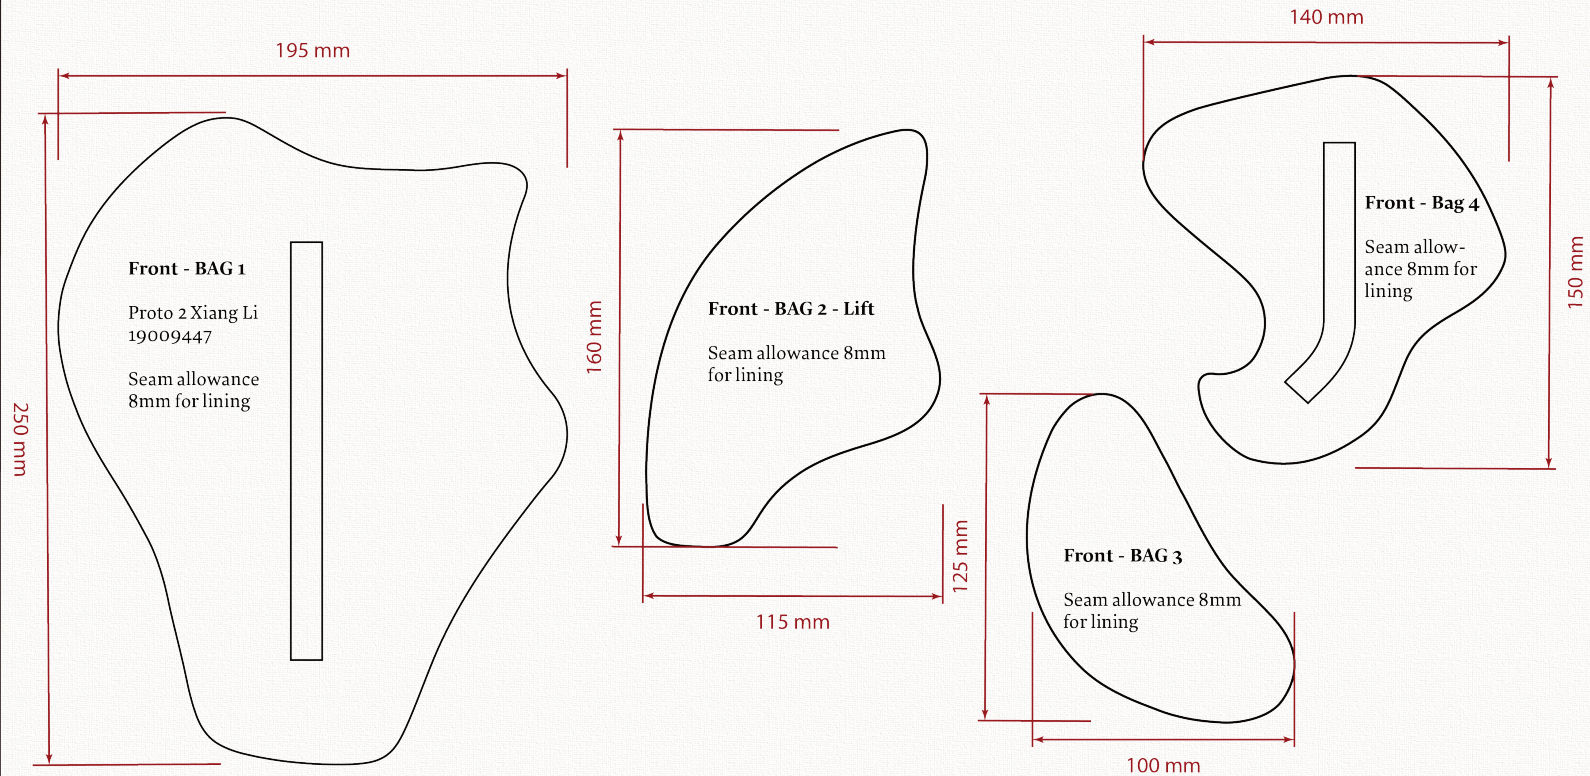 195 mm
250 mm
Front - BAG 1
Proto 2 Xiang Li
19009447
Seam allowance
8mm for lining
160 mm
Front - BAG 2 - Lift
Seam allowance 8mm
for lining
115 mm
125 mm
Front - BAG 3
Seam allowance 8mm
for lining
100 mm
140 mm
Front - Bag 4
Seam allow-
ance 8mm for
lining
150 mm